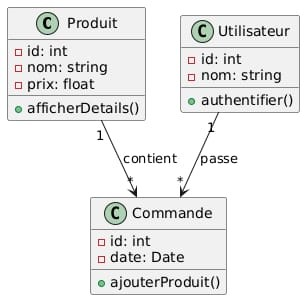 C Produit
id: int
nom: string
prix: float
afficherDetails()
C Utilisateur
id: int
nom: string
authentifier()
1
1
contient
passe
*
*
C Commande
id: int
date: Date
ajouterProduit()